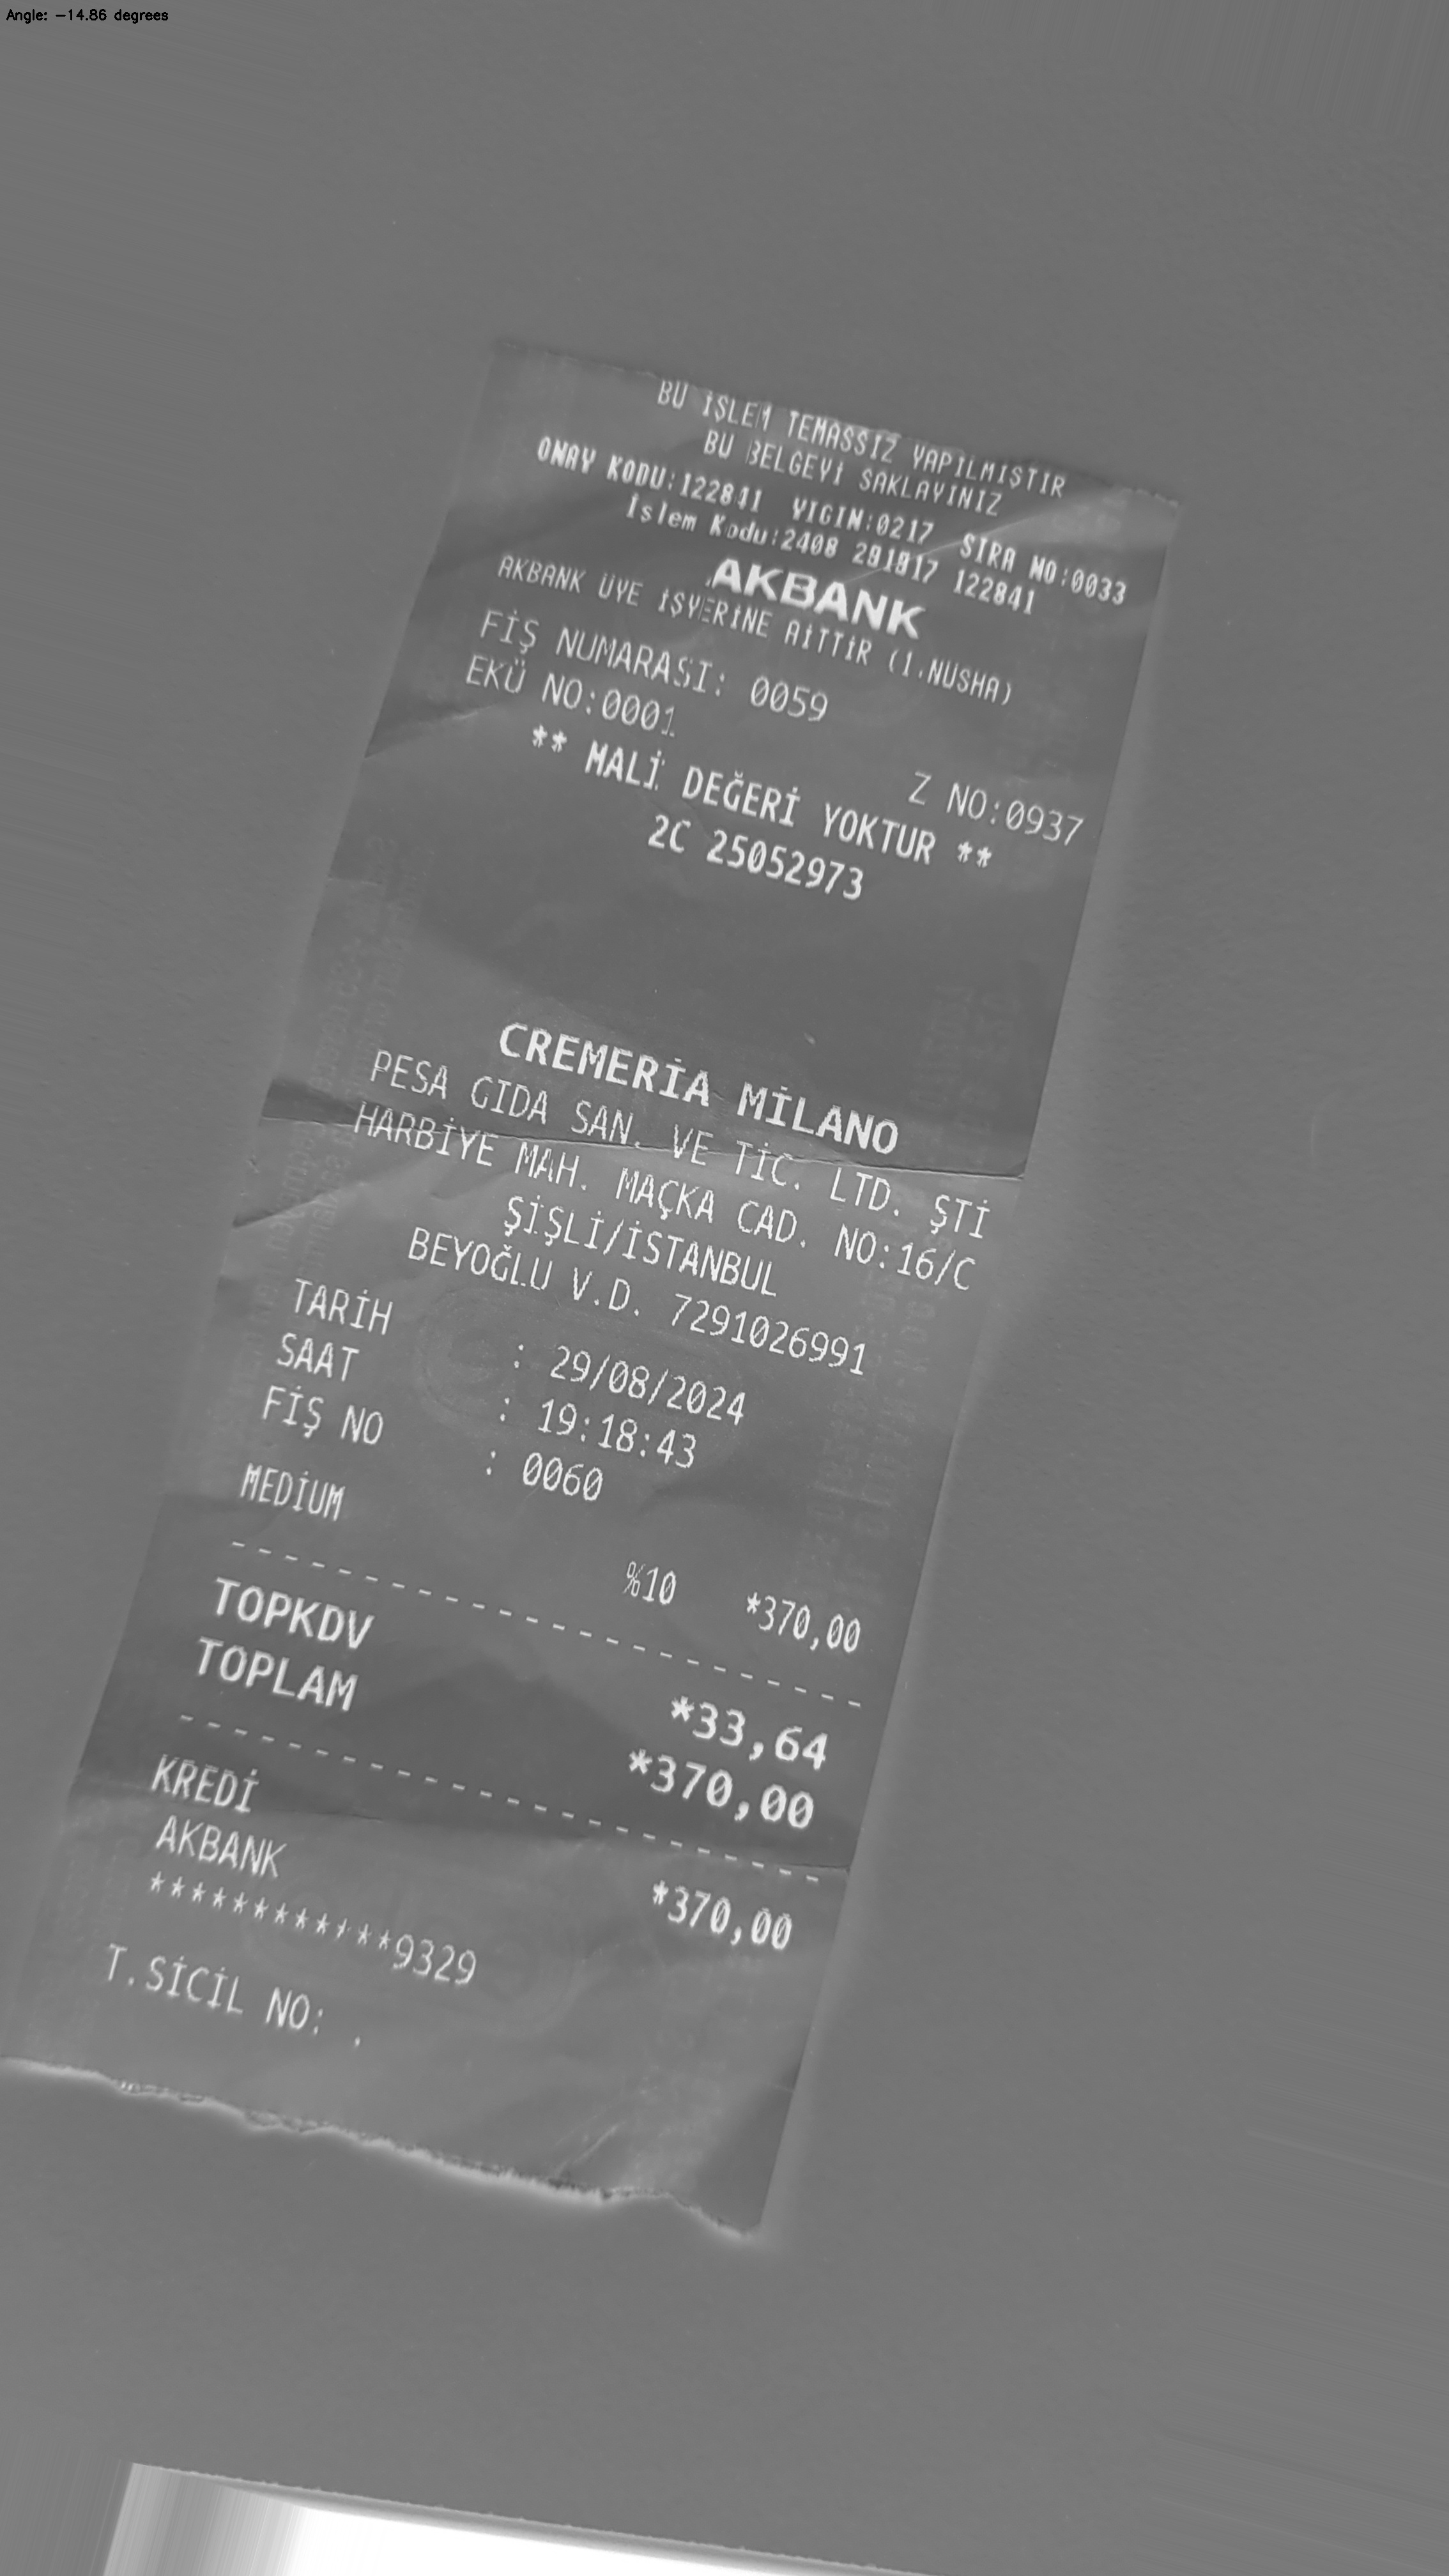 Angle: -14.86 degrees
BU İŞLEM TEMASSIZ YAPILMIŞTIR
BU BELGEYİ SAKLAYINIZ
ONAY KODU:122841 YIGIN:0217 SIRA NO:0033
İslem Kodu:2408 291917 122841
AKBANK
AKBANK UYE İŞYERİNE AİTTİR (1.NUSHA)
FİŞ NUMARASI: 0059
EKÜ NO:0001 Z NO:0937
** MALİ DEĞERİ YOKTUR **
2C 25052973
CREMERİA MİLANO
PESA GIDA SAN. VE TİC. LTD. ŞTİ
HARBİYE MAH. MAÇKA CAD. NO:16/C
ŞİŞLİ/İSTANBUL
BEYOĞLU V.D. 7291026991
TARİH : 29/08/2024
SAAT : 19:18:43
FİŞ NO : 0060
MEDİUM %10 *370,00
TOPKDV *33,64
TOPLAM *370,00
KREDİ *370,00
AKBANK
************9329
T.SİCİL NO: .